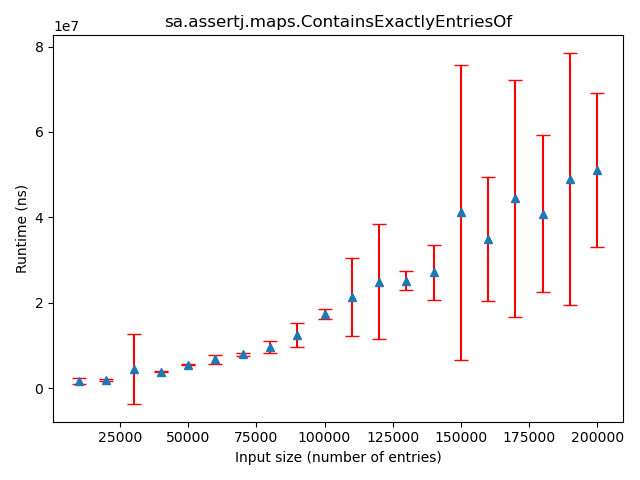 sa.assertj.maps.ContainsExactlyEntriesOf
1e7
8
6
4
2
0
Runtime (ns)
25000 50000 75000 100000 125000 150000 175000 200000
Input size (number of entries)